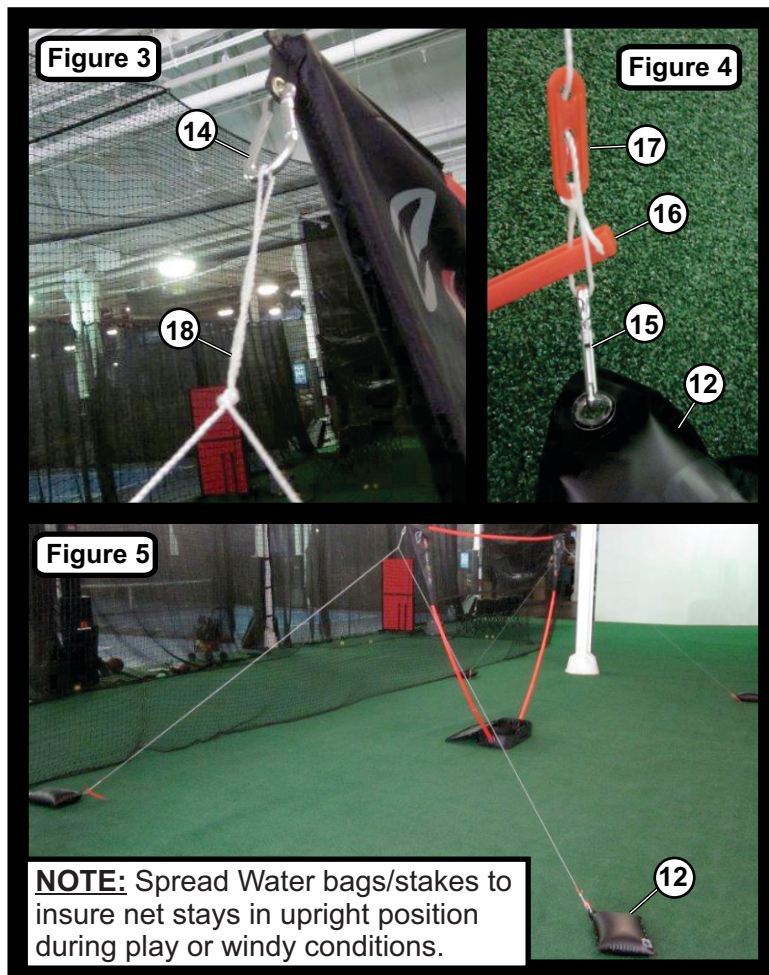 Figure 3
14
18
Figure 4
17
16
15
12
Figure 5
12
NOTE: Spread Water bags/stakes to
insure net stays in upright position
during play or windy conditions.